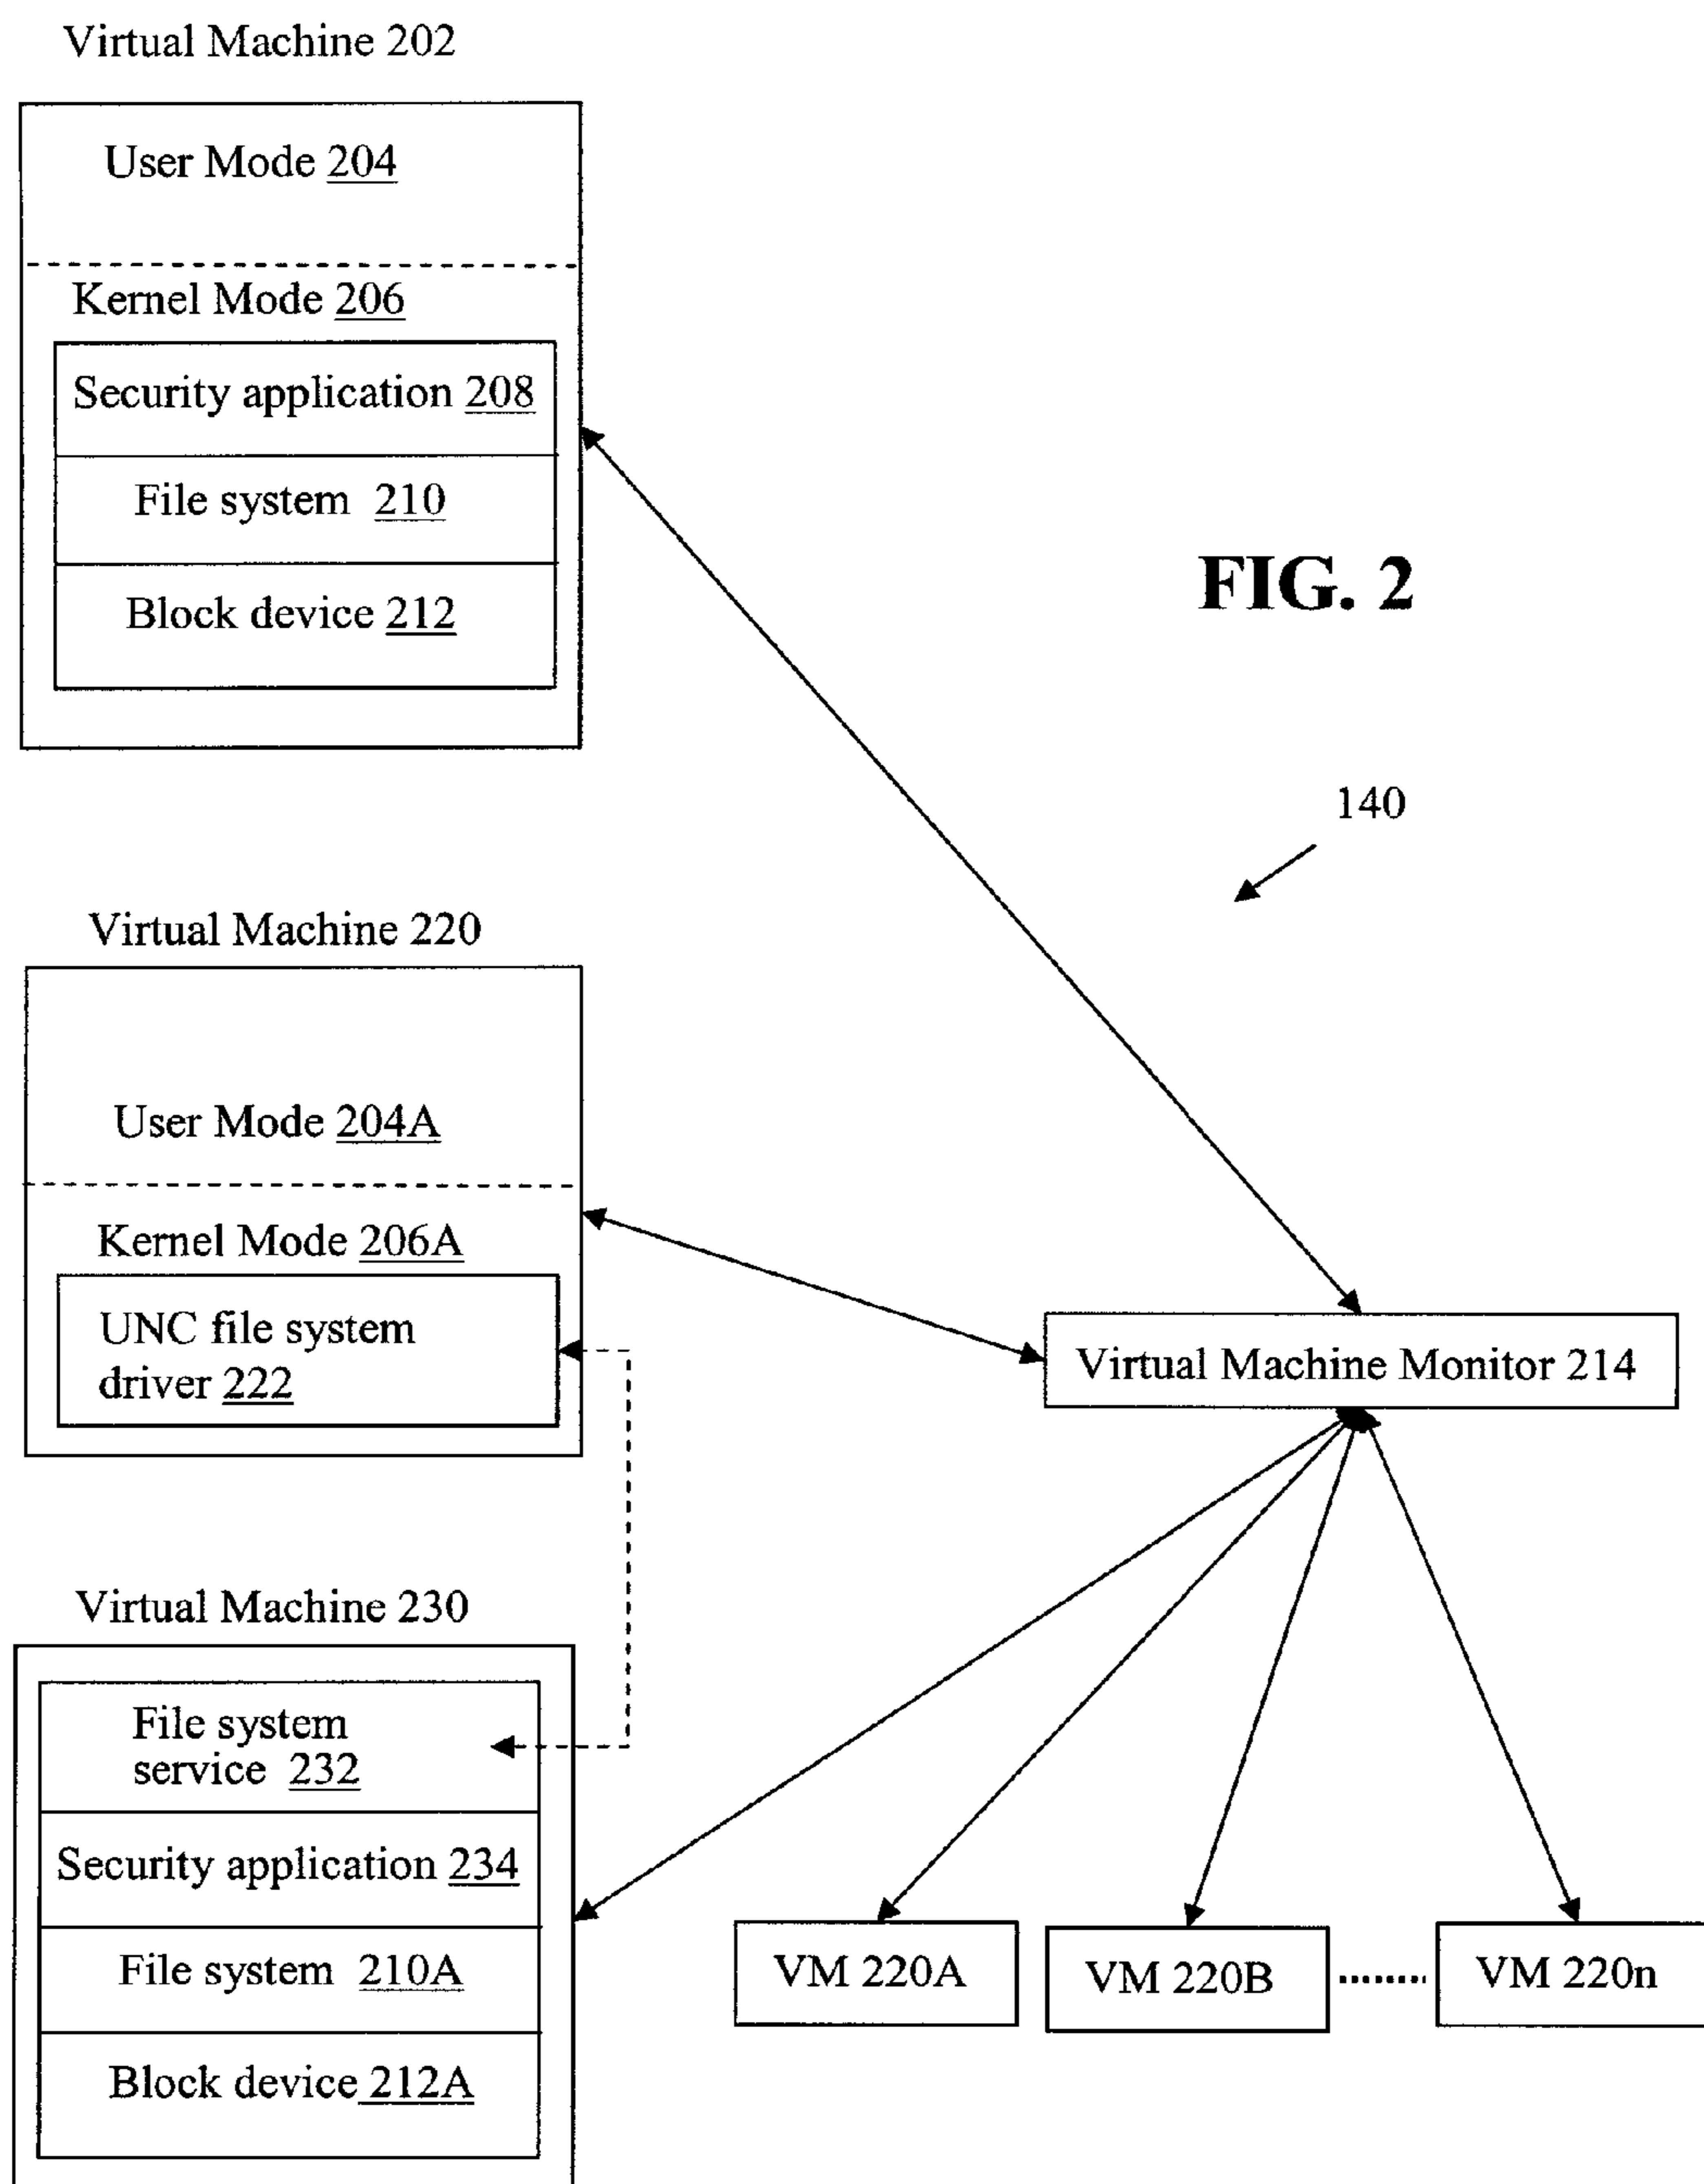 Virtual Machine 202
User Mode 204
Kernel Mode 206
Security application 208
File system 210
Block device 212
FIG. 2
140
Virtual Machine 220
User Mode 204A
Kernel Mode 206A
UNC file system
driver 222
Virtual Machine Monitor 214
Virtual Machine 230
File system
service 232
Security application 234
File system 210A
Block device 212A
VM 220A
VM 220B
........
VM 220n